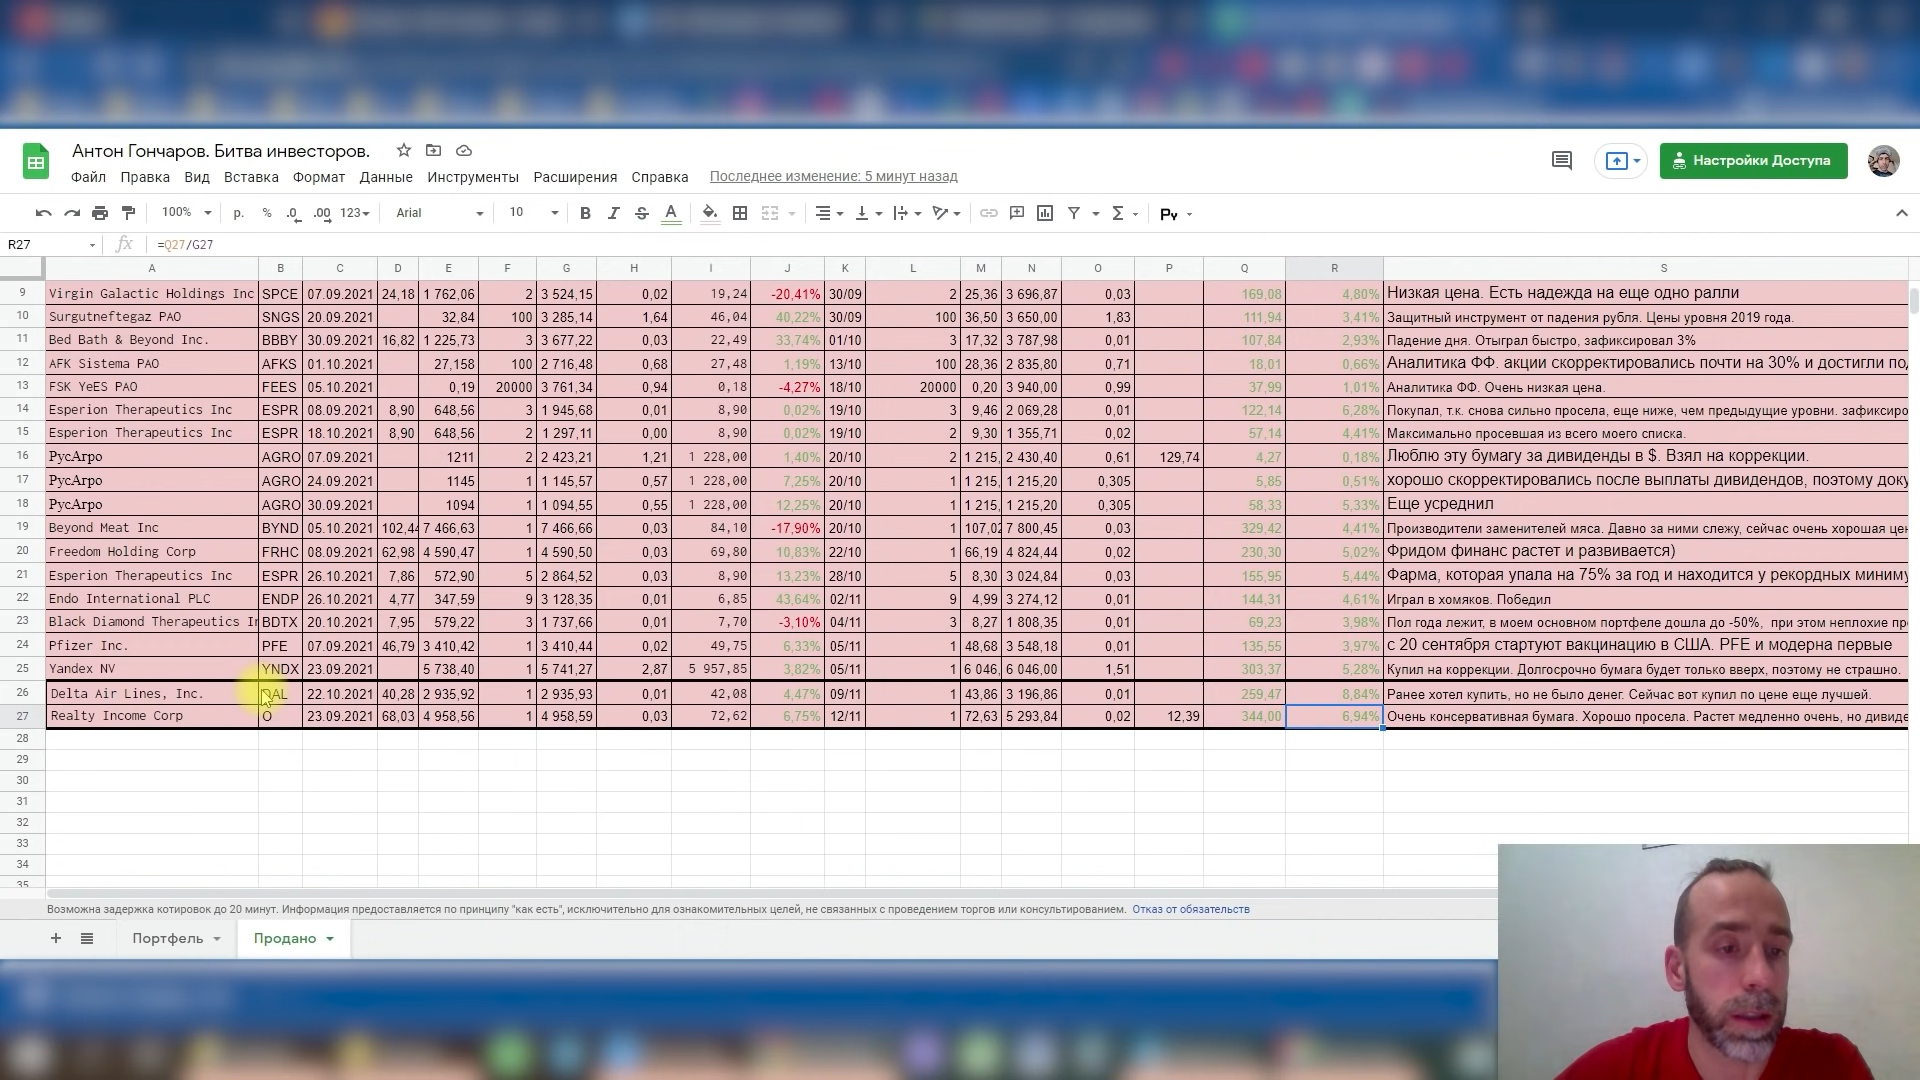 Антон Гончаров. Битва инвесторов.
Файл Правка Вид Вставка Формат Данные Инструменты Расширения Справка Последнее изменение: 5 минут назад
Настройки Доступа
100% р. % .0 .00 123 Arial 10 B I S A Σ Py
R27 fx =Q27/G27
A B C D E F G H I J K L M N O P Q R S
9 Virgin Galactic Holdings Inc SPCE 07.09.2021 24,18 1 762,06 2 3 524,15 0,02 19,24 -20,41% 30/09 2 25,36 3 696,87 0,03 169,08 4,80% Низкая цена. Есть надежда на еще одно ралли
10 Surgutneftegaz PAO SNGS 20.09.2021 32,84 100 3 285,14 1,64 46,04 40,22% 30/09 100 36,50 3 650,00 1,83 111,94 3,41% Защитный инструмент от падения рубля. Цены уровня 2019 года.
11 Bed Bath & Beyond Inc. BBBY 30.09.2021 16,82 1 225,73 3 3 677,22 0,03 22,49 33,74% 01/10 3 17,32 3 787,98 0,01 107,84 2,93% Падение дня. Отыграл быстро, зафиксировал 3%
12 AFK Sistema PAO AFKS 01.10.2021 27,158 100 2 716,48 0,68 27,48 1,19% 13/10 100 28,36 2 835,80 0,71 18,01 0,66% Аналитика ФФ. акции скорректировались почти на 30% и достигли по
13 FSK YeES PAO FEES 05.10.2021 0,19 20000 3 761,34 0,94 0,18 -4,27% 18/10 20000 0,20 3 940,00 0,99 37,99 1,01% Аналитика ФФ. Очень низкая цена.
14 Esperion Therapeutics Inc ESPR 08.09.2021 8,90 648,56 3 1 945,68 0,01 8,90 0,02% 19/10 3 9,46 2 069,28 0,01 122,14 6,28% Покупал, т.к. снова сильно просела, еще ниже, чем предыдущие уровни. зафиксиро
15 Esperion Therapeutics Inc ESPR 18.10.2021 8,90 648,56 2 1 297,11 0,00 8,90 0,02% 19/10 2 9,30 1 355,71 0,02 57,14 4,41% Максимально просевшая из всего моего списка.
16 РусАгро AGRO 07.09.2021 1211 2 2 423,21 1,21 1 228,00 1,40% 20/10 2 1 215, 2 430,40 0,61 129,74 4,27 0,18% Люблю эту бумагу за дивиденды в $. Взял на коррекции.
17 РусАгро AGRO 24.09.2021 1145 1 1 145,57 0,57 1 228,00 7,25% 20/10 1 1 215, 1 215,20 0,305 5,85 0,51% хорошо скорректировались после выплаты дивидендов, поэтому доку
18 РусАгро AGRO 30.09.2021 1094 1 1 094,55 0,55 1 228,00 12,25% 20/10 1 1 215, 1 215,20 0,305 58,33 5,33% Еще усреднил
19 Beyond Meat Inc BYND 05.10.2021 102,44 7 466,63 1 7 466,66 0,03 84,10 -17,90% 20/10 1 107,02 7 800,45 0,03 329,42 4,41% Производители заменителей мяса. Давно за ними слежу, сейчас очень хорошая це
20 Freedom Holding Corp FRHC 08.09.2021 62,98 4 590,47 1 4 590,50 0,03 69,80 10,83% 22/10 1 66,19 4 824,44 0,02 230,30 5,02% Фридом финанс растет и развивается)
21 Esperion Therapeutics Inc ESPR 26.10.2021 7,86 572,90 5 2 864,52 0,03 8,90 13,23% 28/10 5 8,30 3 024,84 0,03 155,95 5,44% Фарма, которая упала на 75% за год и находится у рекордных миниму
22 Endo International PLC ENDP 26.10.2021 4,77 347,59 9 3 128,35 0,01 6,85 43,64% 02/11 9 4,99 3 274,12 0,01 144,31 4,61% Играл в хомяков. Победил
23 Black Diamond Therapeutics In BDTX 20.10.2021 7,95 579,22 3 1 737,66 0,01 7,70 -3,10% 04/11 3 8,27 1 808,35 0,01 69,23 3,98% Пол года лежит, в моем основном портфеле дошла до -50%, при этом неплохие пр
24 Pfizer Inc. PFE 07.09.2021 46,79 3 410,42 1 3 410,44 0,02 49,75 6,33% 05/11 1 48,68 3 548,18 0,01 135,55 3,97% с 20 сентября стартуют вакцинацию в США. PFE и модерна первые
25 Yandex NV YNDX 23.09.2021 5 738,40 1 5 741,27 2,87 5 957,85 3,82% 05/11 1 6 046, 6 046,00 1,51 303,37 5,28% Купил на коррекции. Долгосрочно бумага будет только вверх, поэтому не страшно.
26 Delta Air Lines, Inc. DAL 22.10.2021 40,28 2 935,92 1 2 935,93 0,01 42,08 4,47% 09/11 1 43,86 3 196,86 0,01 259,47 8,84% Ранее хотел купить, но не было денег. Сейчас вот купил по цене еще лучшей.
27 Realty Income Corp O 23.09.2021 68,03 4 958,56 1 4 958,59 0,03 72,62 6,75% 12/11 1 72,63 5 293,84 0,02 12,39 344,00 6,94% Очень консервативная бумага. Хорошо просела. Растет медленно очень, но дивиде
28
29
30
31
32
33
34
35
Возможна задержка котировок до 20 минут. Информация предоставляется по принципу "как есть", исключительно для ознакомительных целей, не связанных с проведением торгов или консультированием. Отказ от обязательств
Портфель Продано